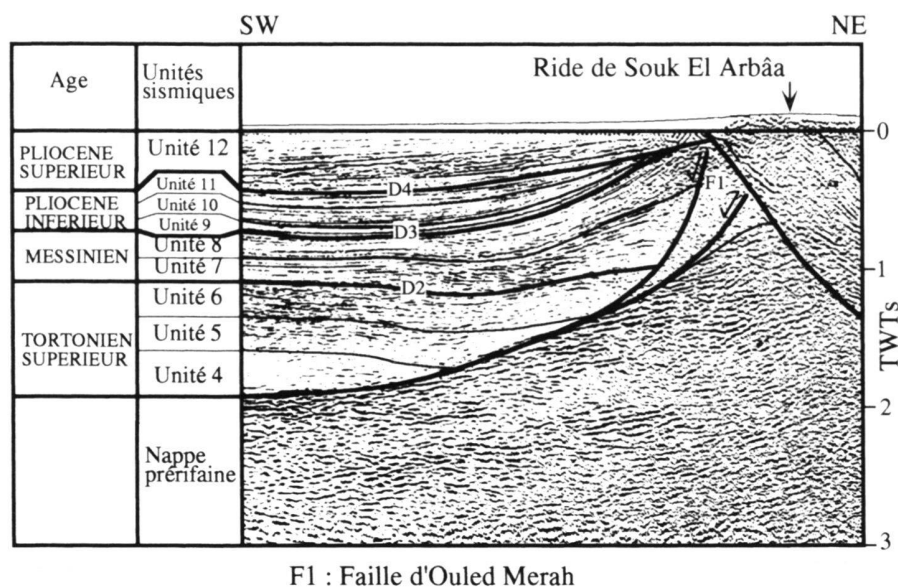 SW
NE
Age
Unités
sismiques
Ride de Souk El Arbâa
PLIOCENE
SUPERIEUR
Unité 12
PLIOCENE
INFERIEUR
Unité 11
Unité 10
Unité 9
MESSINIEN
Unité 8
Unité 7
TORTONIEN
SUPERIEUR
Unité 6
Unité 5
Unité 4
Nappe
prérifaine
D4
D3
D2
F1
0
1
2
3
TWTs
F1 : Faille d'Ouled Merah